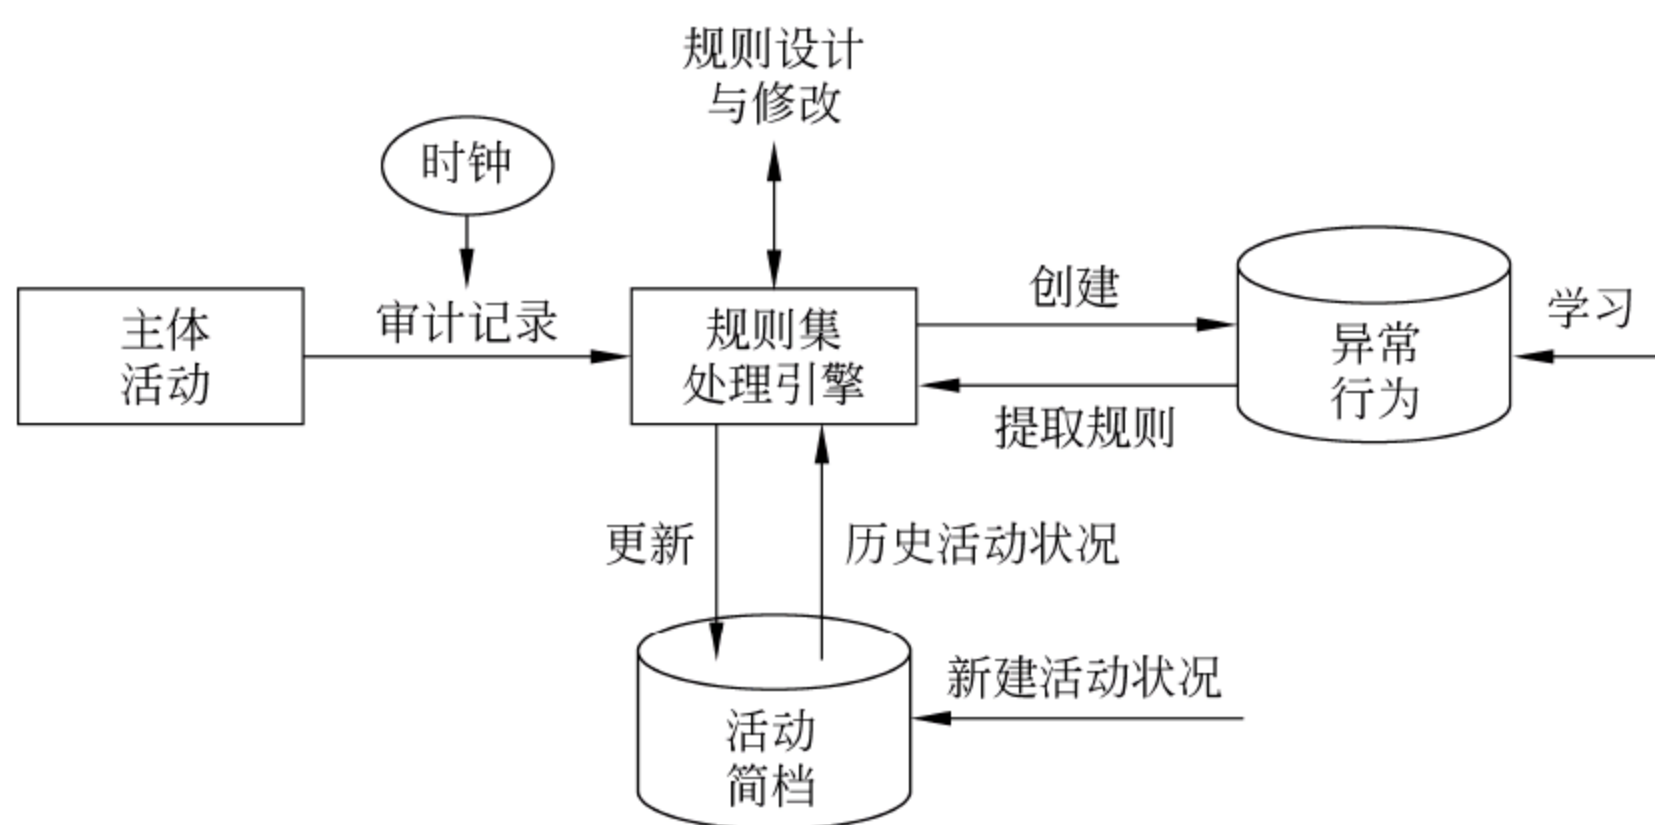 规则设计
与修改
时钟
审计记录
主体
活动
规则集
处理引擎
创建
提取规则
异常
行为
学习
更新
历史活动状况
新建活动状况
活动
简档